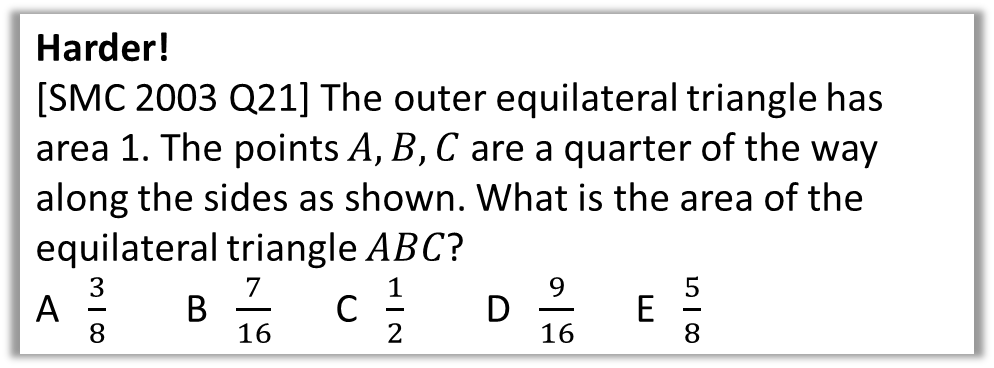 Harder!
[SMC 2003 Q21] The outer equilateral triangle has
area 1. The points A, B, C are a quarter of the way
along the sides as shown. What is the area of the
equilateral triangle ABC?
A 3/8 B 7/16 C 1/2 D 9/16 E 5/8